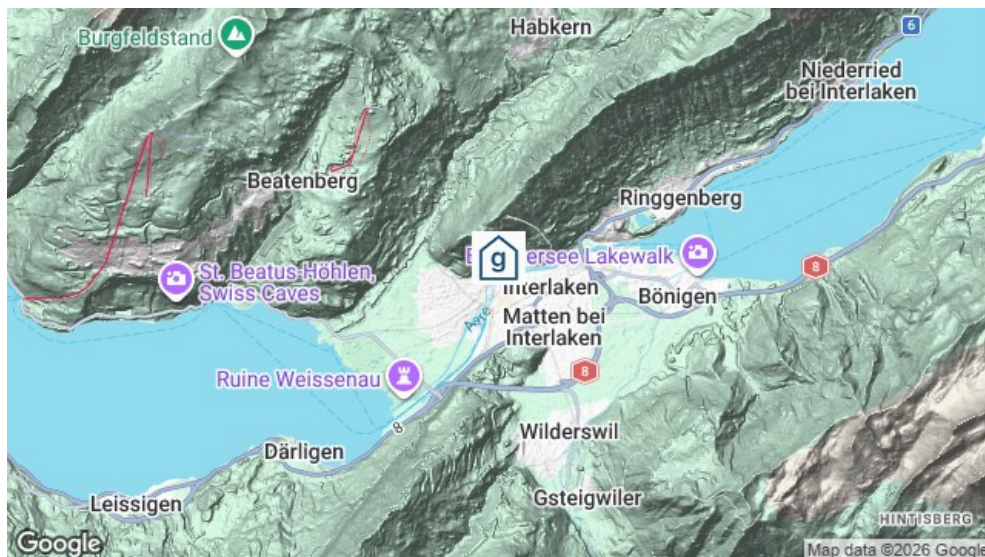 Burgfeldstand
Habkern
6
Niederried
bei Interlaken
Beatenberg
Ringgenberg
g
ersee Lakewalk
St. Beatus-Höhlen,
Swiss Caves
8
Interlaken
Bönigen
Aare
Matten bei
Interlaken
Ruine Weissenau
8
8
Wilderswil
Därligen
Leissigen
Gsteigwiler
HINTISBERG
Google
Map data ©2026 Google